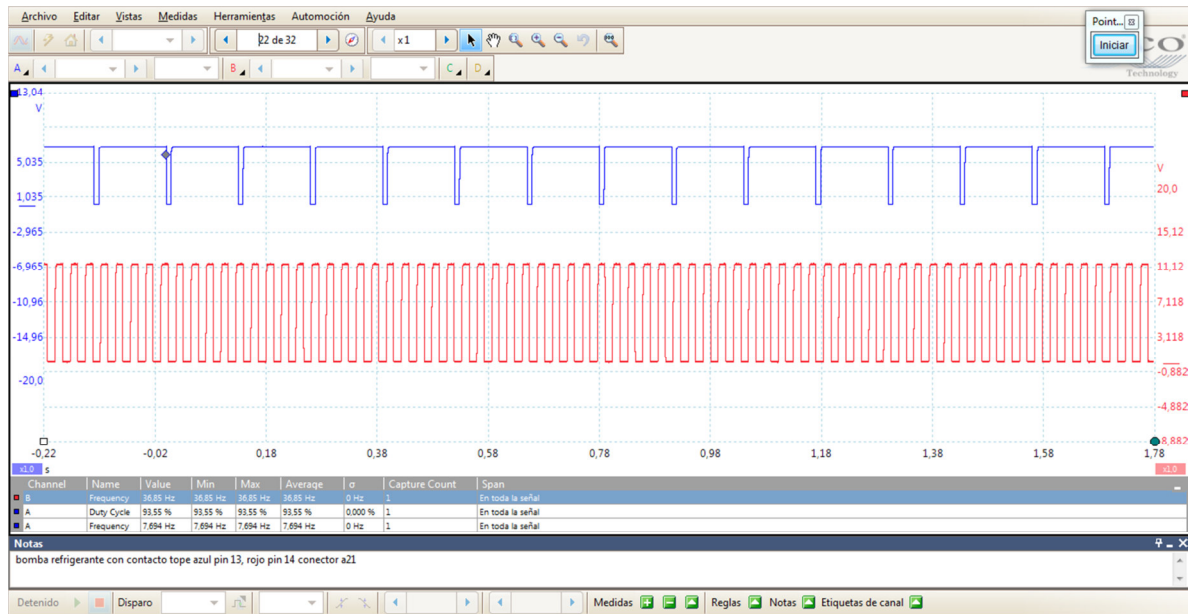 Archivo Editar Vistas Medidas Herramientas Automoción Ayuda
Point...
Iniciar
22 de 32
x1
CO
Technology
A B C D
13,04
V
5,035
1,035
-2,965
-6,965
-10,96
-14,96
-20,0
V
20,0
15,12
11,12
7,118
3,118
-0,882
-4,882
-8,882
-0,22 -0,02 0,18 0,38 0,58 0,78 0,98 1,18 1,38 1,58 1,78
x1,0 s x1,0
Channel Name Value Min Max Average σ Capture Count Span
B Frequency 36,85 Hz 36,85 Hz 36,85 Hz 36,85 Hz 0 Hz 1 En toda la señal
A Duty Cycle 93,55 % 93,55 % 93,55 % 93,55 % 0,000 % 1 En toda la señal
A Frequency 7,694 Hz 7,694 Hz 7,694 Hz 7,694 Hz 0 Hz 1 En toda la señal
Notas
bomba refrigerante con contacto tope azul pin 13, rojo pin 14 conector a21
Detenido Disparo Medidas Reglas Notas Etiquetas de canal